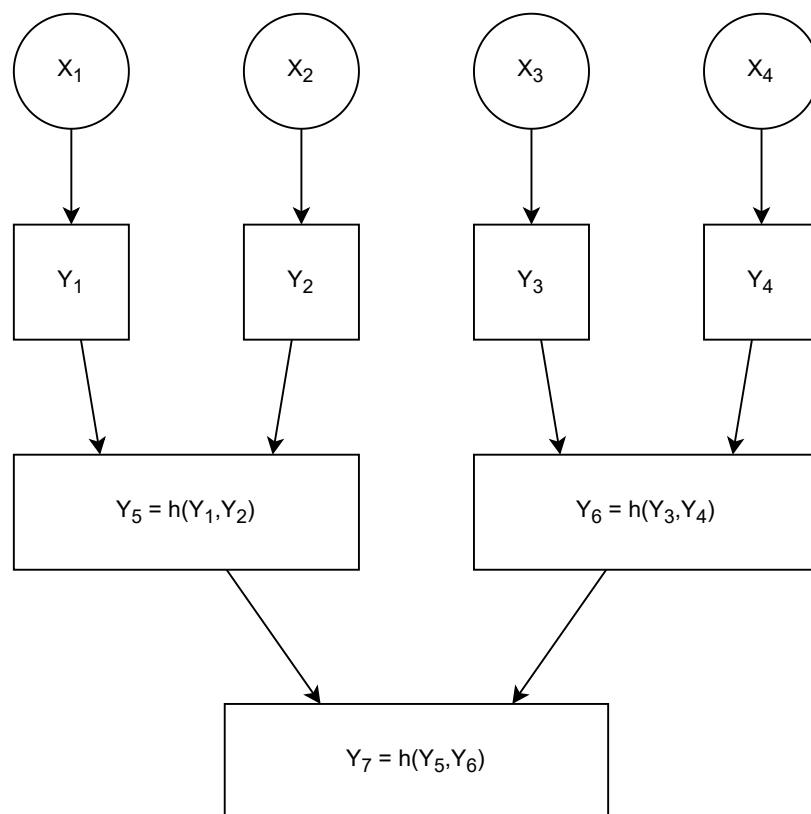 X₁ X₂ X₃ X₄
Y₁ Y₂ Y₃ Y₄
Y₅ = h(Y₁,Y₂) Y₆ = h(Y₃,Y₄)
Y₇ = h(Y₅,Y₆)